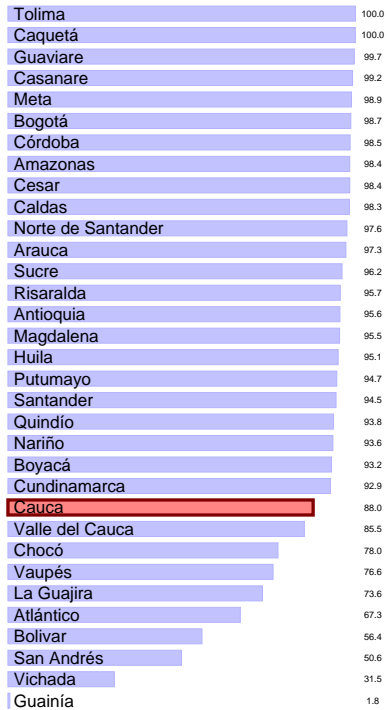 Tolima 100.0
Caquetá 100.0
Guaviare 99.7
Casanare 99.2
Meta 98.9
Bogotá 98.7
Córdoba 98.5
Amazonas 98.4
Cesar 98.4
Caldas 98.3
Norte de Santander 97.6
Arauca 97.3
Sucre 96.2
Risaralda 95.7
Antioquia 95.6
Magdalena 95.5
Huila 95.1
Putumayo 94.7
Santander 94.5
Quindío 93.8
Nariño 93.6
Boyacá 93.2
Cundinamarca 92.9
Cauca 88.0
Valle del Cauca 85.5
Chocó 78.0
Vaupés 76.6
La Guajira 73.6
Atlántico 67.3
Bolivar 56.4
San Andrés 50.6
Vichada 31.5
Guainía 1.8